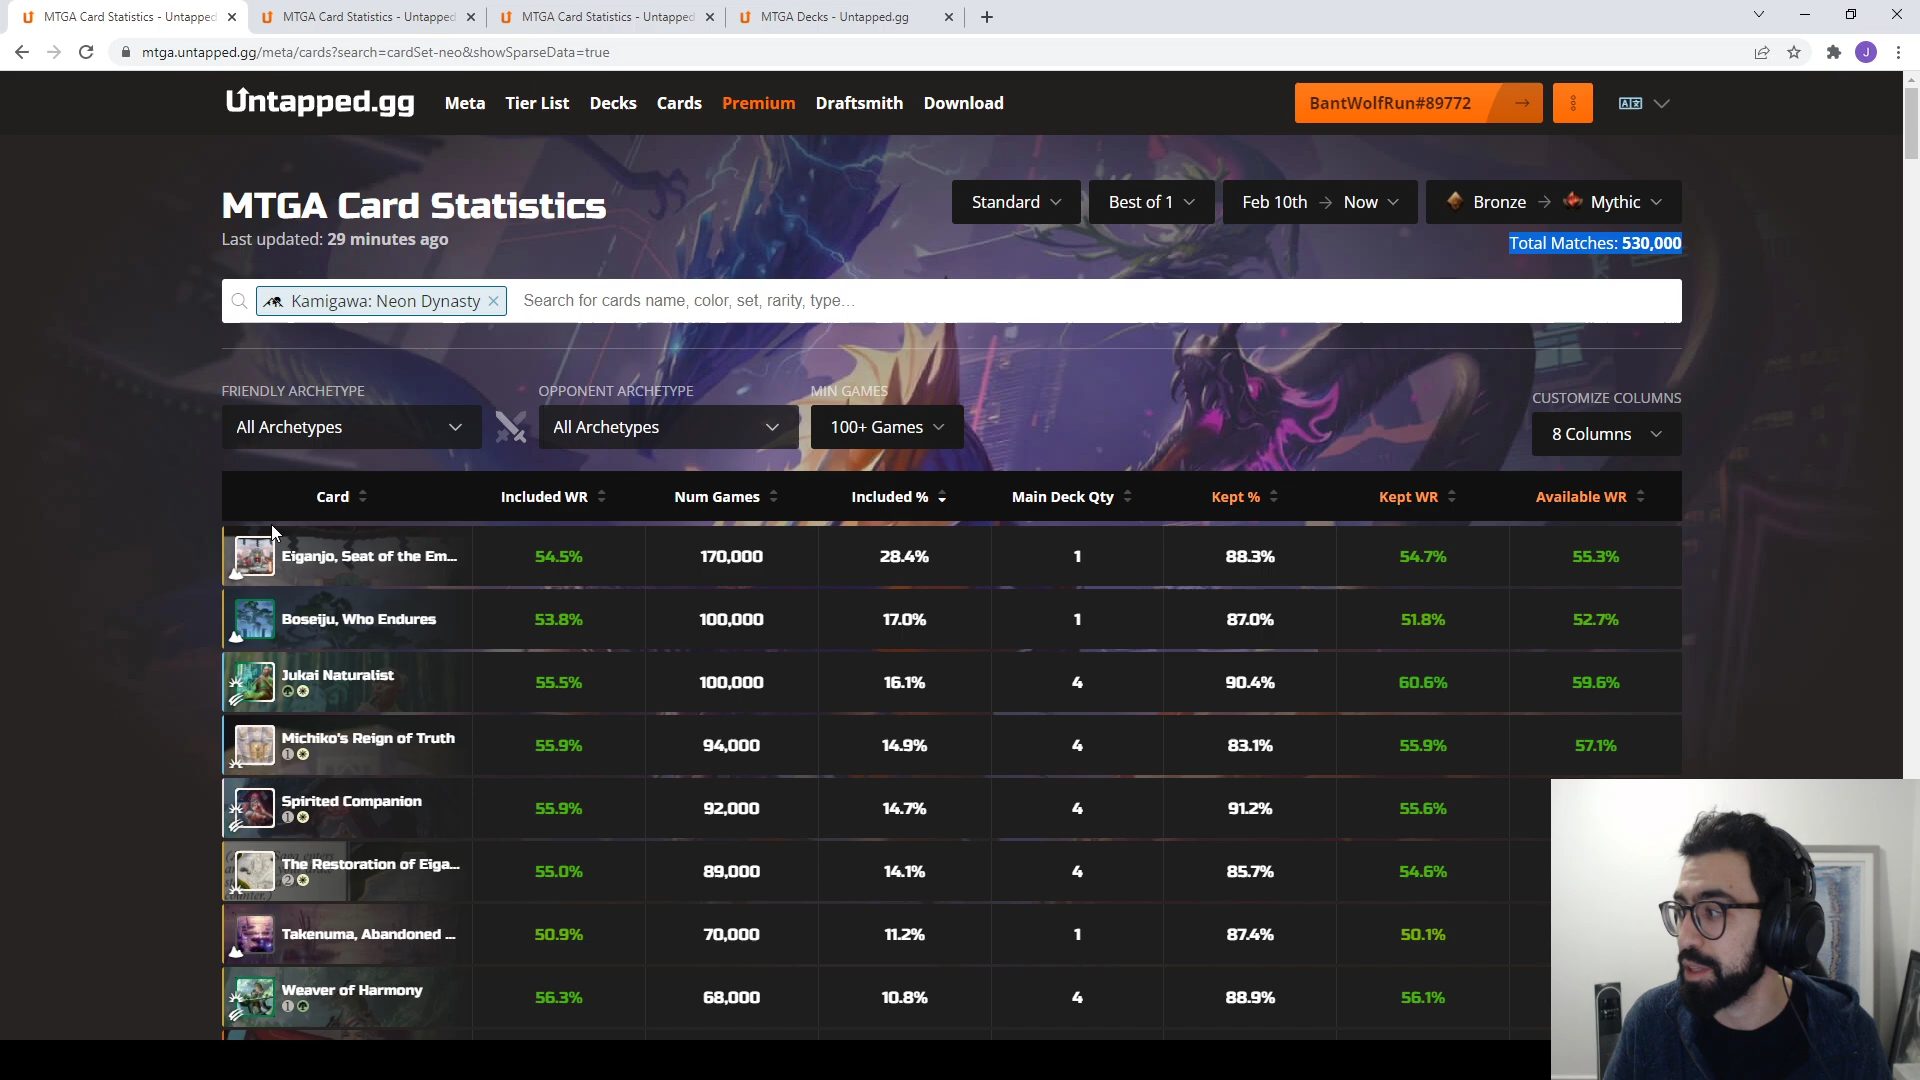 MTGA Card Statistics - Untapped
MTGA Card Statistics - Untapped
MTGA Card Statistics - Untapped
MTGA Decks - Untapped.gg
mtga.untapped.gg/meta/cards?search=cardSet-neo&showSparseData=true
J
Untapped.gg
Meta
Tier List
Decks
Cards
Premium
Draftsmith
Download
BantWolfRun#89772
MTGA Card Statistics
Last updated: 29 minutes ago
Standard
Best of 1
Feb 10th → Now
Bronze → Mythic
Total Matches: 530,000
Kamigawa: Neon Dynasty
Search for cards name, color, set, rarity, type...
FRIENDLY ARCHETYPE
OPPONENT ARCHETYPE
MIN GAMES
CUSTOMIZE COLUMNS
All Archetypes
All Archetypes
100+ Games
8 Columns
Card Included WR Num Games Included % Main Deck Qty Kept % Kept WR Available WR
Eiganjo, Seat of the Em... 54.5% 170,000 28.4% 1 88.3% 54.7% 55.3%
Boseiju, Who Endures 53.8% 100,000 17.0% 1 87.0% 51.8% 52.7%
Jukai Naturalist 55.5% 100,000 16.1% 4 90.4% 60.6% 59.6%
Michiko's Reign of Truth 1 55.9% 94,000 14.9% 4 83.1% 55.9% 57.1%
Spirited Companion 1 55.9% 92,000 14.7% 4 91.2% 55.6%
The Restoration of Eiga... 2 55.0% 89,000 14.1% 4 85.7% 54.6%
Takenuma, Abandoned ... 50.9% 70,000 11.2% 1 87.4% 50.1%
Weaver of Harmony 1 56.3% 68,000 10.8% 4 88.9% 56.1%